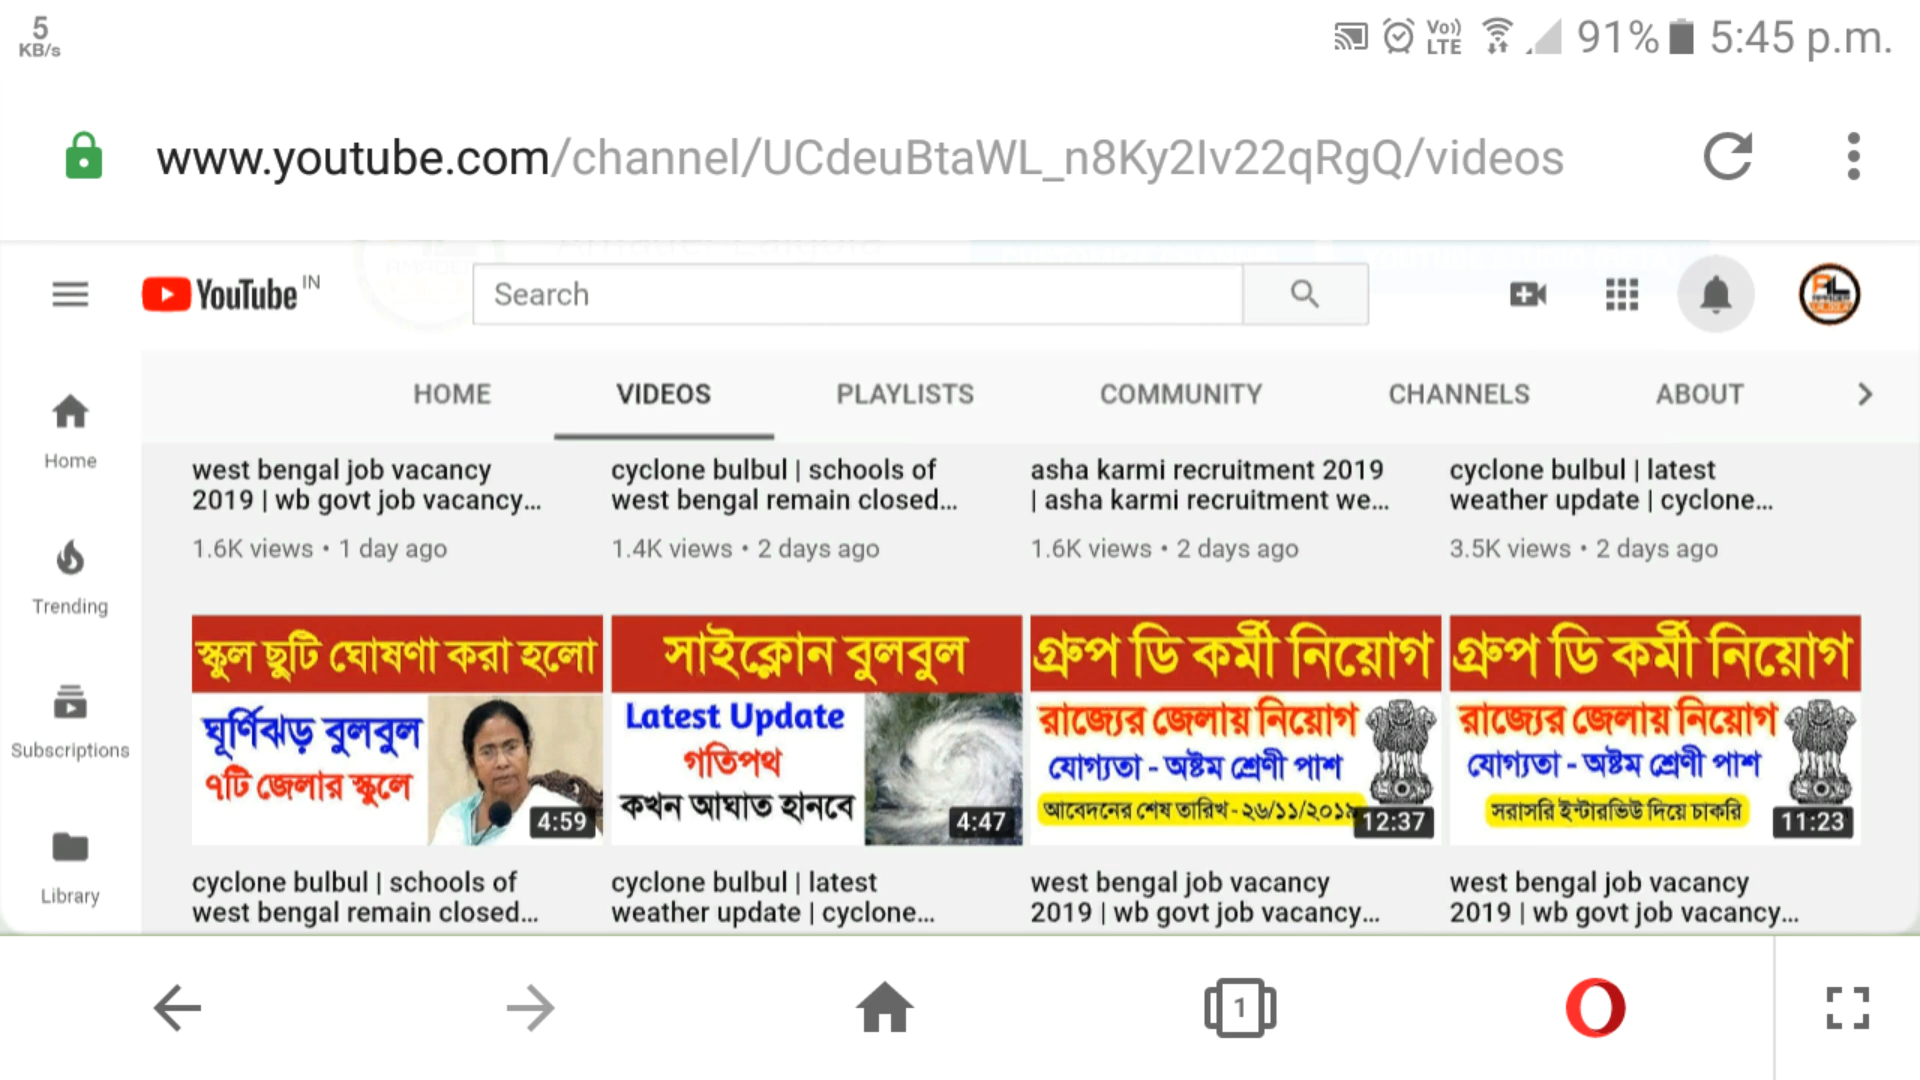 5
KB/s
Vo))
LTE
91%
5:45 p.m.
www.youtube.com/channel/UCdeuBtaWL_n8Ky2Iv22qRgQ/videos
YouTube IN
Search
HOME
VIDEOS
PLAYLISTS
COMMUNITY
CHANNELS
ABOUT
Home
Trending
Subscriptions
Library
west bengal job vacancy
2019 | wb govt job vacancy...
1.6K views • 1 day ago
cyclone bulbul | schools of
west bengal remain closed...
1.4K views • 2 days ago
asha karmi recruitment 2019
| asha karmi recruitment we...
1.6K views • 2 days ago
cyclone bulbul | latest
weather update | cyclone...
3.5K views • 2 days ago
স্কুল ছুটি ঘোষণা করা হলো
ঘূর্ণিঝড় বুলবুল
৭টি জেলার স্কুলে
4:59
cyclone bulbul | schools of
west bengal remain closed...
সাইক্লোন বুলবুল
Latest Update
গতিপথ
কখন আঘাত হানবে
4:47
cyclone bulbul | latest
weather update | cyclone...
গ্রুপ ডি কর্মী নিয়োগ
রাজ্যের জেলায় নিয়োগ
যোগ্যতা - অষ্টম শ্রেণী পাশ
আবেদনের শেষ তারিখ - ২৬/১১/২০১৯
12:37
west bengal job vacancy
2019 | wb govt job vacancy...
গ্রুপ ডি কর্মী নিয়োগ
রাজ্যের জেলায় নিয়োগ
যোগ্যতা - অষ্টম শ্রেণী পাশ
সরাসরি ইন্টারভিউ দিয়ে চাকরি
11:23
west bengal job vacancy
2019 | wb govt job vacancy...
1